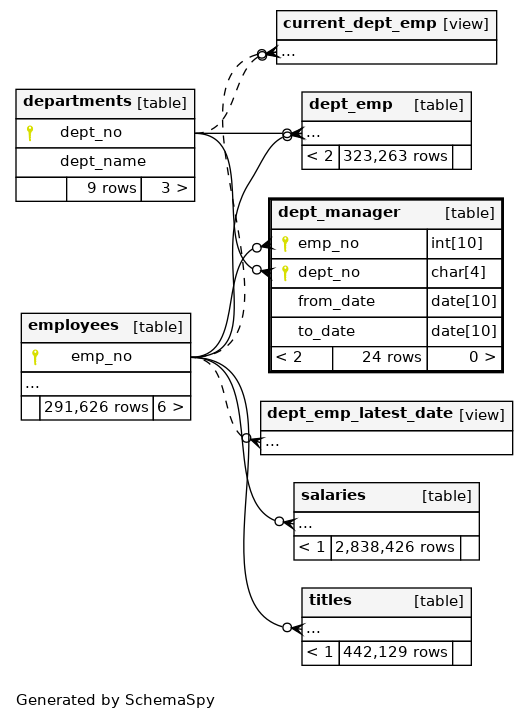 current_dept_emp [view]
...
departments [table]
dept_no
dept_name
9 rows 3 >
dept_emp [table]
...
< 2 323,263 rows
dept_manager [table]
emp_no int[10]
dept_no char[4]
from_date date[10]
to_date date[10]
< 2 24 rows 0 >
employees [table]
emp_no
...
291,626 rows 6 >
dept_emp_latest_date [view]
...
salaries [table]
...
< 1 2,838,426 rows
titles [table]
...
< 1 442,129 rows
Generated by SchemaSpy